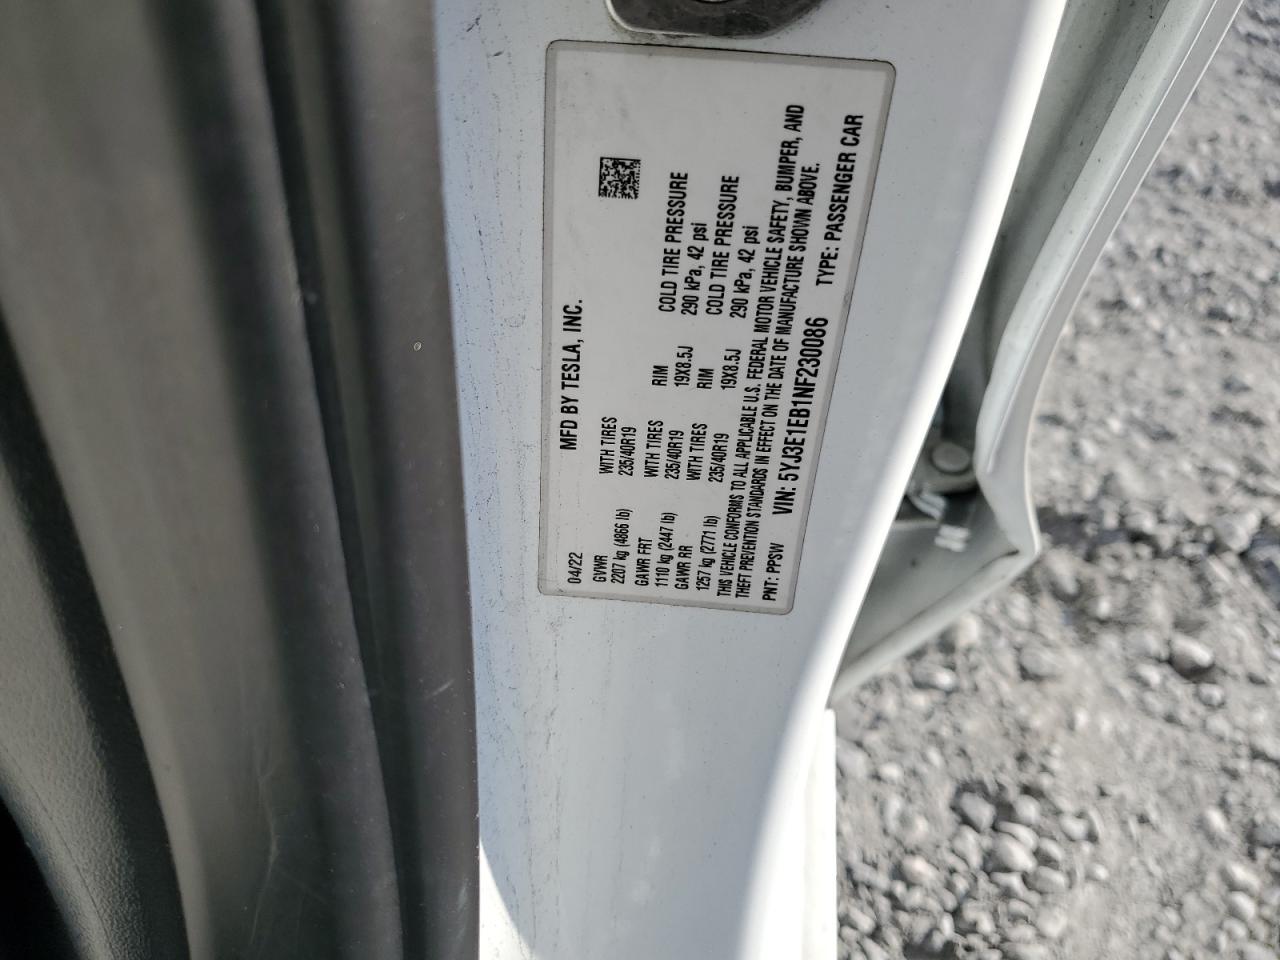 04/22 MFD BY TESLA, INC.
GVWR WITH TIRES
2207 kg (4866 lb) 235/40R19
GAWR FRT WITH TIRES RIM COLD TIRE PRESSURE
1110 kg (2447 lb) 235/40R19 19X8.5J 290 kPa, 42 psi
GAWR RR WITH TIRES RIM COLD TIRE PRESSURE
1257 kg (2771 lb) 235/40R19 19X8.5J 290 kPa, 42 psi
THIS VEHICLE CONFORMS TO ALL APPLICABLE U.S. FEDERAL MOTOR VEHICLE SAFETY, BUMPER, AND
THEFT PREVENTION STANDARDS IN EFFECT ON THE DATE OF MANUFACTURE SHOWN ABOVE.
PNT: PPSW VIN: 5YJ3E1EB1NF230086 TYPE: PASSENGER CAR